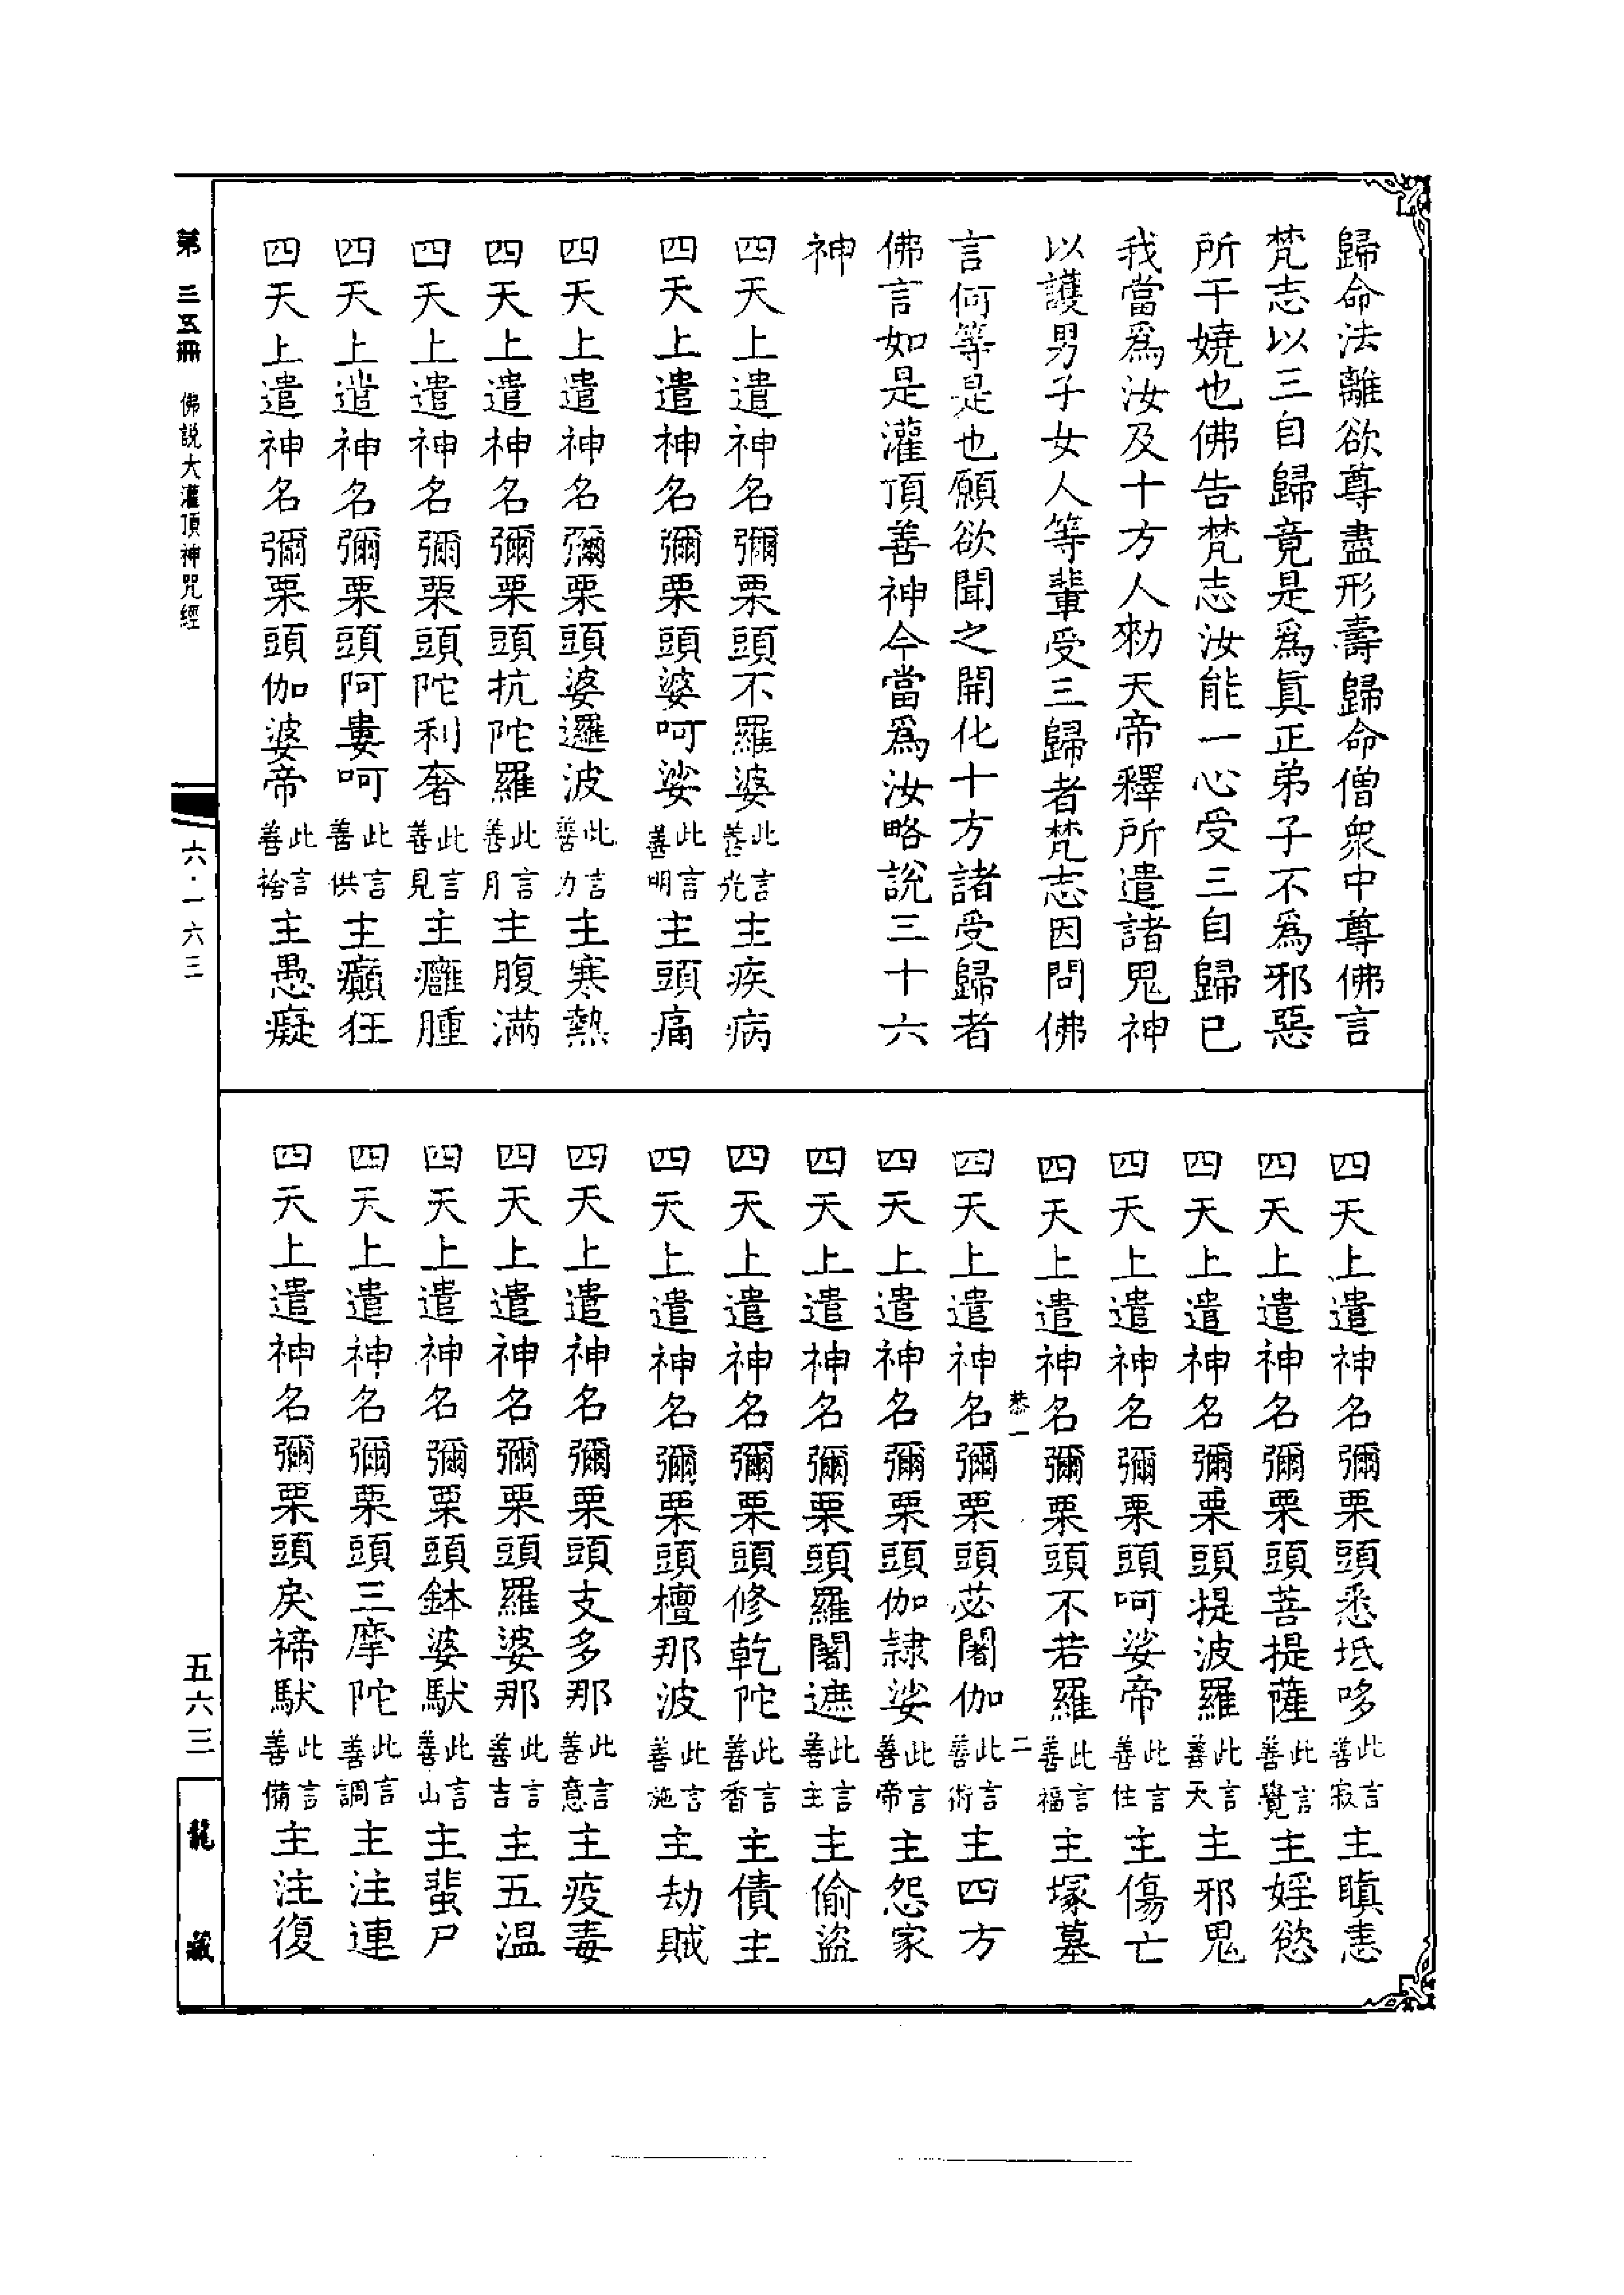 歸命法離欲尊盡形壽歸命僧衆中尊佛言
梵志以三自歸竟是爲眞正弟子不爲邪惡
所干嬈也佛告梵志汝能一心受三自歸已
我當爲汝及十方人勑天帝釋所遣諸鬼神
以護男子女人等輩受三歸者梵志因問佛
言何等是也願欲聞之開化十方諸受歸者
佛言如是灌頂善神今當爲汝略說三十六
神
四天上遣神名彌栗頭不羅婆此言善光主疾病
四天上遣神名彌栗頭婆呵娑此言善明主頭痛
四天上遣神名彌栗頭婆邏波此言善力主寒熱
四天上遣神名彌栗頭抗陀羅此言善月主腹滿
四天上遣神名彌栗頭陀利奢此言善見主癰腫
四天上遣神名彌栗頭阿婁呵此言善供主癲狂
四天上遣神名彌栗頭伽婆帝此言善捨主愚癡
四天上遣神名彌栗頭悉坻哆此言善寂主瞋恚
四天上遣神名彌栗頭菩提薩此言善覺主婬慾
四天上遣神名彌栗頭提波羅此言善天主邪鬼
四天上遣神名彌栗頭呵娑帝此言善住主傷亡
四天上遣神名彌栗頭不若羅此言善福主塚墓
恭一
二
四天上遣神名彌栗頭苾闍伽此言善術主四方
四天上遣神名彌栗頭伽隸娑此言善帝主怨家
四天上遣神名彌栗頭羅闍遮此言善主主偷盜
四天上遣神名彌栗頭修乾陀此言善香主債主
四天上遣神名彌栗頭檀那波此言善施主劫賊
四天上遣神名彌栗頭支多那此言善意主疫毒
四天上遣神名彌栗頭羅婆那此言善吉主五温
四天上遣神名彌栗頭鉢婆馱此言善山主蜚尸
四天上遣神名彌栗頭三摩陀此言善調主注連
四天上遣神名彌栗頭戾禘馱此言善備主注復
第三五冊
佛說大灌頂神咒經
六·一六三
五六三
龍藏